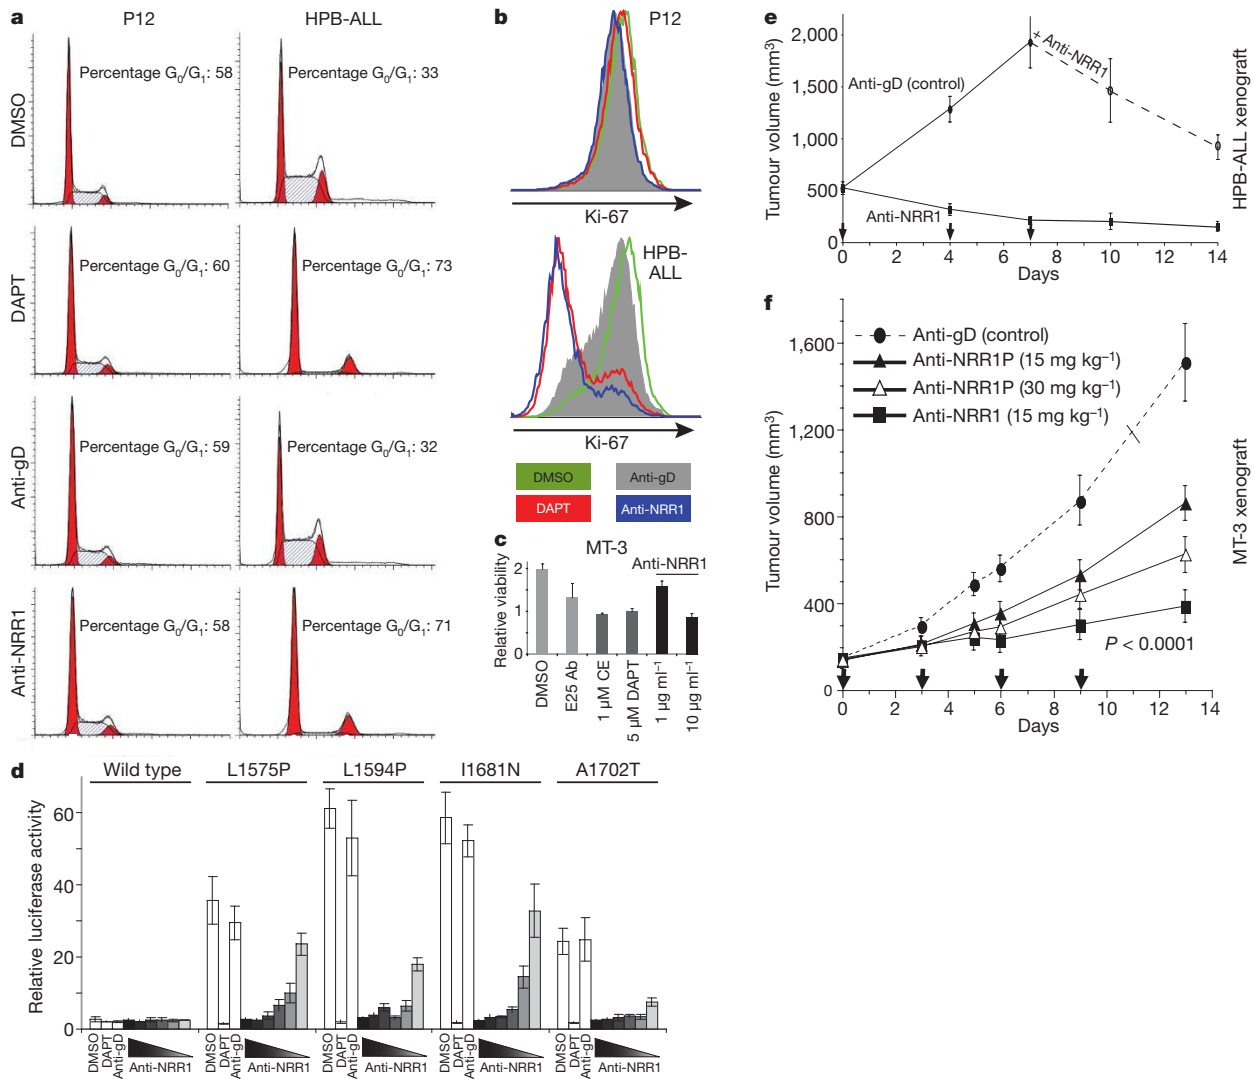 a
P12
HPB-ALL
DMSO
Percentage G0/G1: 58
Percentage G0/G1: 33
DAPT
Percentage G0/G1: 60
Percentage G0/G1: 73
Anti-gD
Percentage G0/G1: 59
Percentage G0/G1: 32
Anti-NRR1
Percentage G0/G1: 58
Percentage G0/G1: 71
b
P12
Ki-67
HPB-
ALL
Ki-67
DMSO
Anti-gD
DAPT
Anti-NRR1
c
MT-3
Anti-NRR1
Relative viability
2
1
0
DMSO
E25 Ab
1 µM CE
5 µM DAPT
1 µg ml−1
10 µg ml−1
d
Wild type
L1575P
L1594P
I1681N
A1702T
Relative luciferase activity
60
40
20
0
DMSO
DAPT
Anti-gD
Anti-NRR1
DMSO
DAPT
Anti-gD
Anti-NRR1
DMSO
DAPT
Anti-gD
Anti-NRR1
DMSO
DAPT
Anti-gD
Anti-NRR1
DMSO
DAPT
Anti-gD
Anti-NRR1
e
Tumour volume (mm3)
2,000
1,500
1,000
500
0
Anti-gD (control)
+ Anti-NRR1
Anti-NRR1
0 2 4 6 8 10 12 14
Days
HPB-ALL xenograft
f
Anti-gD (control)
Anti-NRR1P (15 mg kg−1)
Anti-NRR1P (30 mg kg−1)
Anti-NRR1 (15 mg kg−1)
Tumour volume (mm3)
1,600
1,200
800
400
0
P < 0.0001
0 2 4 6 8 10 12 14
Days
MT-3 xenograft